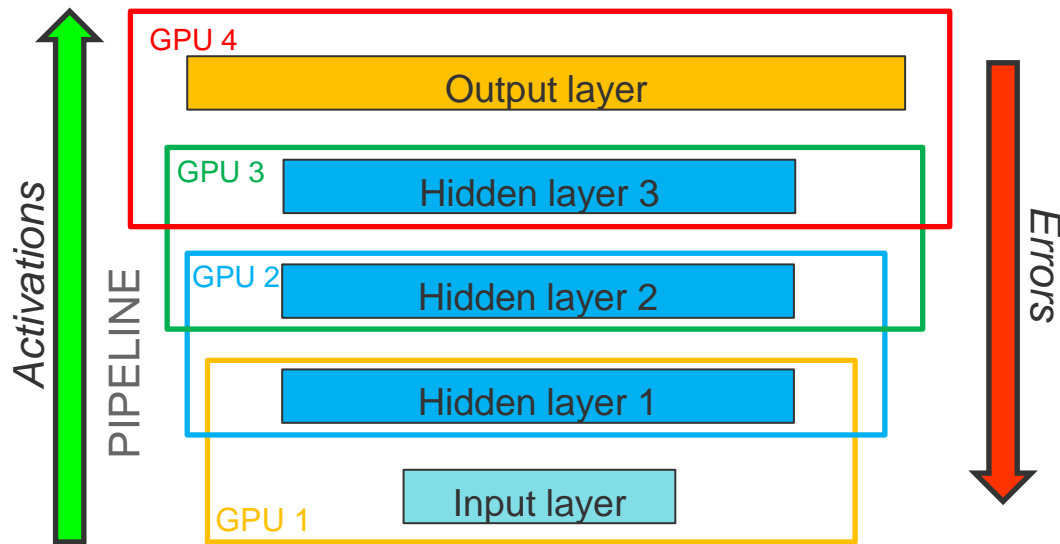 GPU 4
Output layer
GPU 3
Hidden layer 3
GPU 2
Hidden layer 2
Hidden layer 1
Input layer
GPU 1
Activations
PIPELINE
Errors